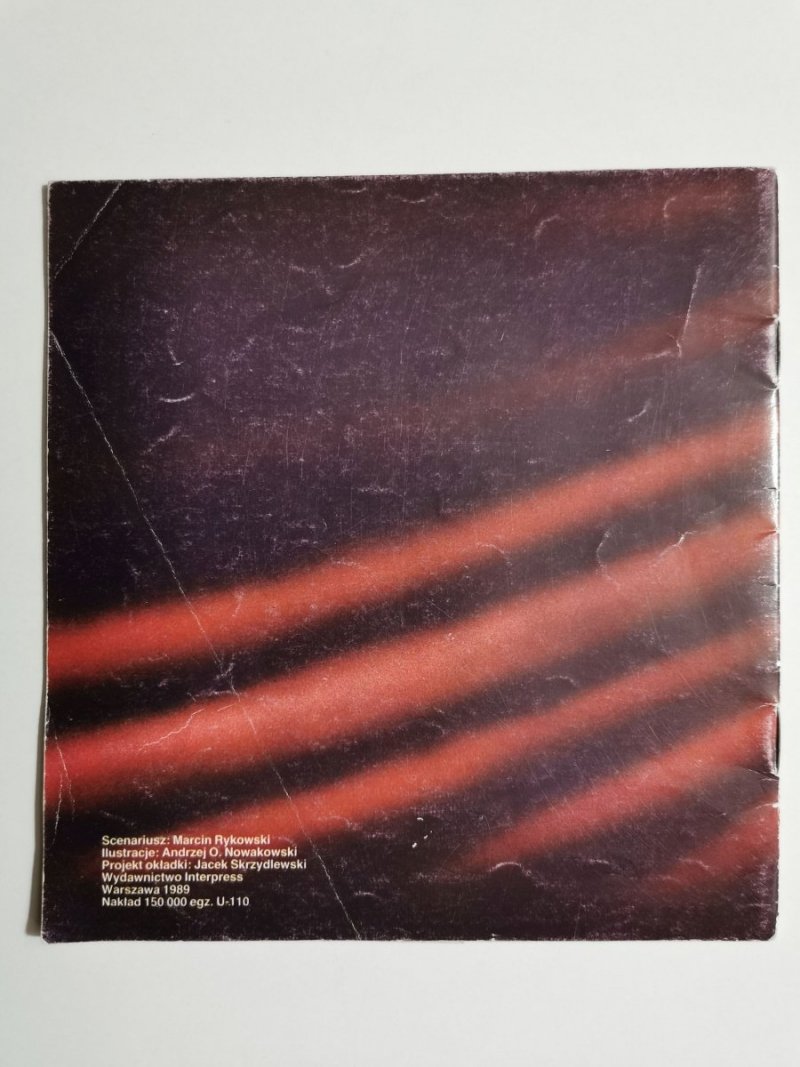 Scenariusz: Marcin Rykowski
Ilustracje: Andrzej O. Nowakowski
Projekt okładki: Jacek Skrzydlewski
Wydawnictwo Interpress
Warszawa 1989
Nakład 150 000 egz. U-110